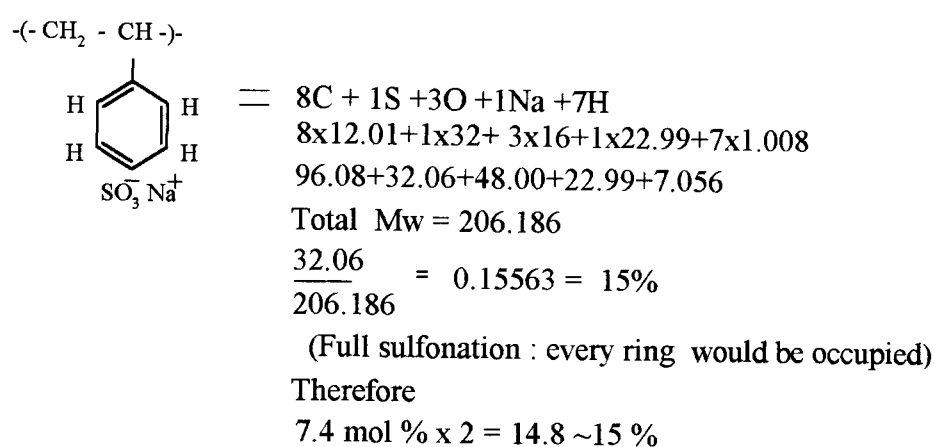 -(- CH₂ - CH -)-
H H
H H
SO₃⁻ Na⁺
= 8C + 1S +3O +1Na +7H
8x12.01+1x32+ 3x16+1x22.99+7x1.008
96.08+32.06+48.00+22.99+7.056
Total Mw = 206.186
32.06
206.186
= 0.15563 = 15%
(Full sulfonation : every ring would be occupied)
Therefore
7.4 mol % x 2 = 14.8 ~15 %